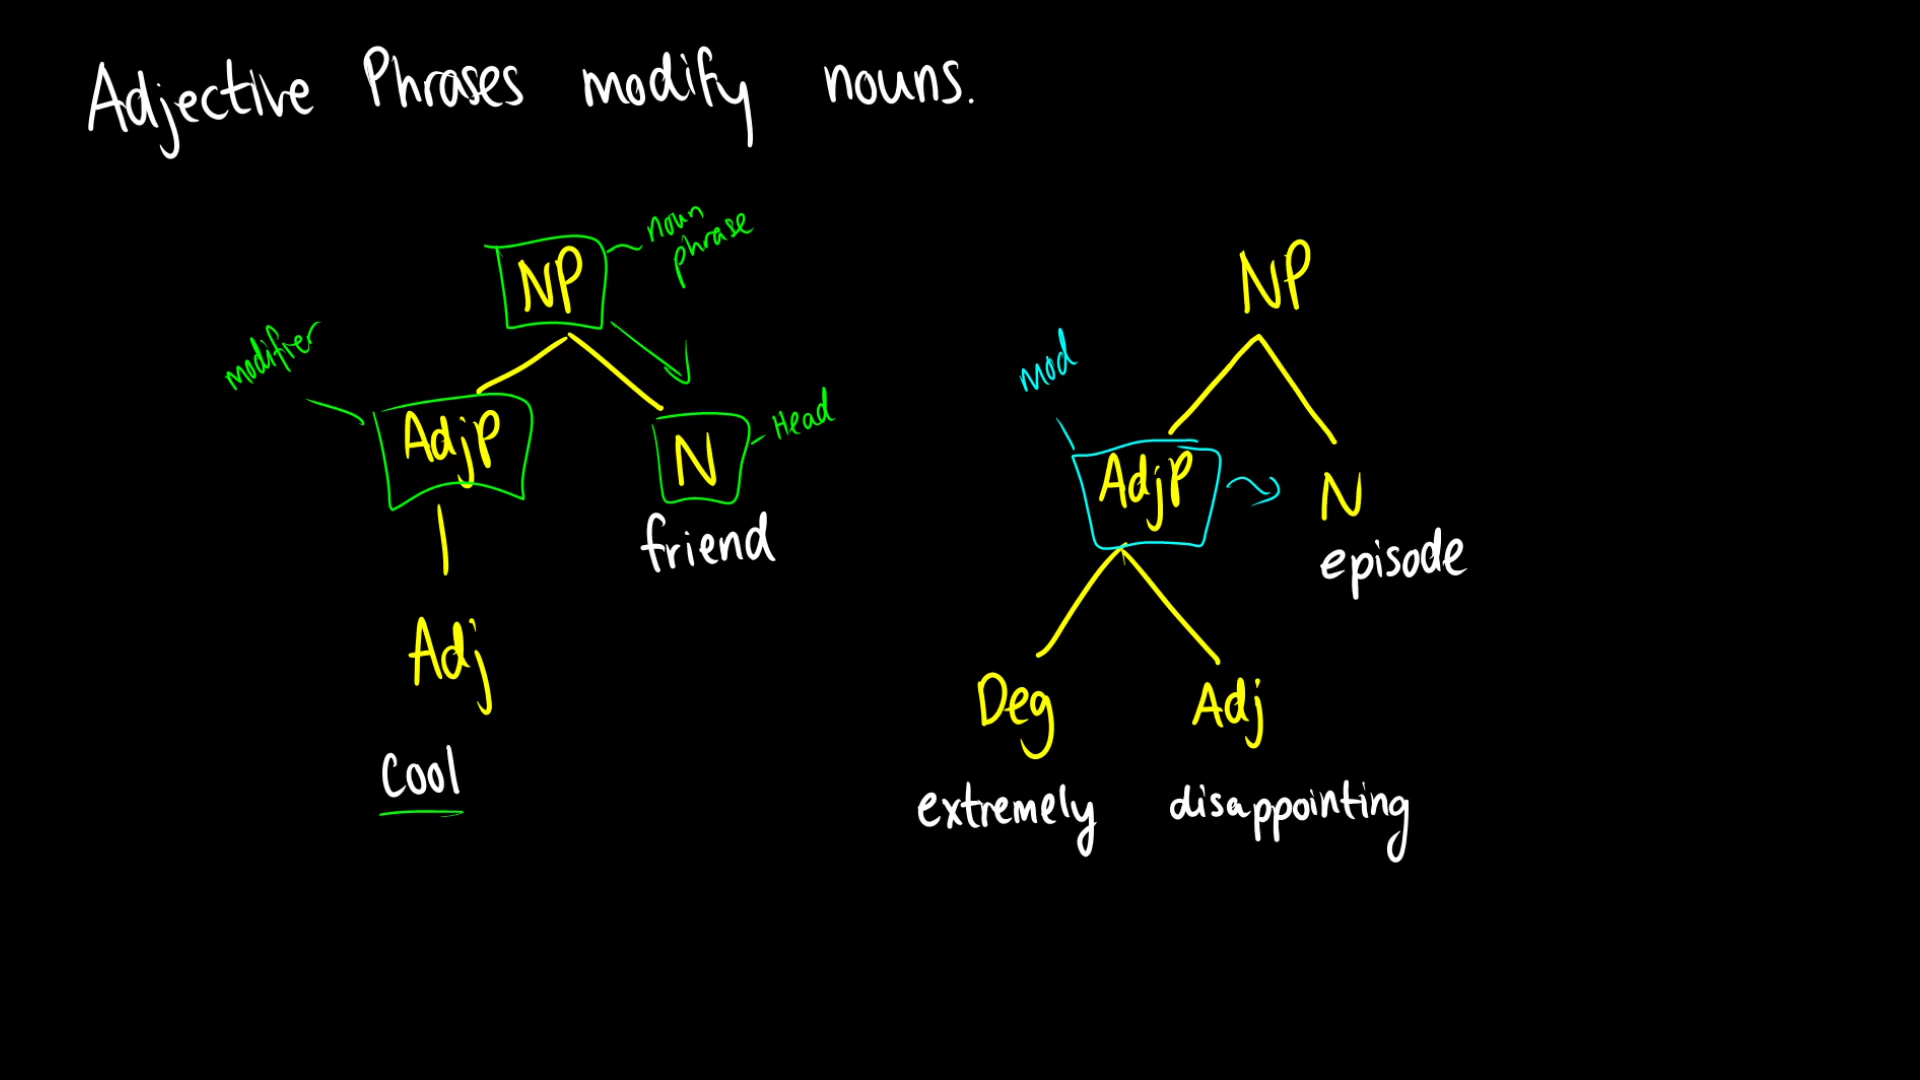 Adjective Phrases modify nouns.
noun
phrase
NP
NP
modifier
mod
AdjP
N
Head
AdjP
N
friend
episode
Adj
Deg
Adj
Cool
extremely
disappointing